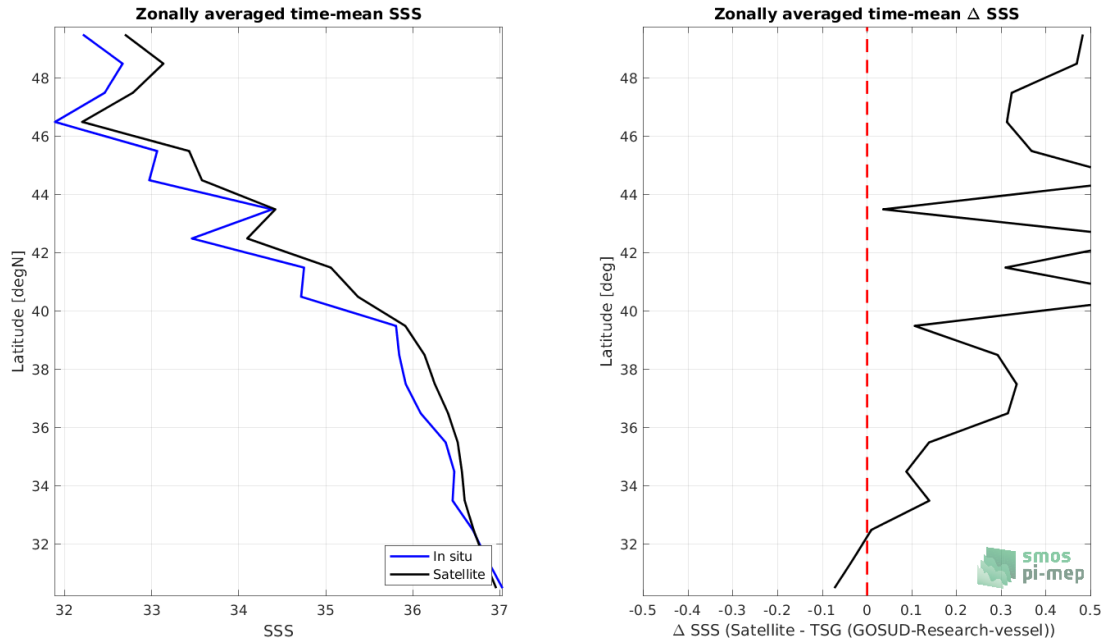 Zonally averaged time-mean SSS
Latitude [degN]
48
46
44
42
40
38
36
34
32
32 33 34 35 36 37
SSS
In situ
Satellite
Zonally averaged time-mean Δ SSS
Latitude [deg]
48
46
44
42
40
38
36
34
32
-0.5 -0.4 -0.3 -0.2 -0.1 0 0.1 0.2 0.3 0.4 0.5
Δ SSS (Satellite - TSG (GOSUD-Research-vessel))
smos
pi-mep